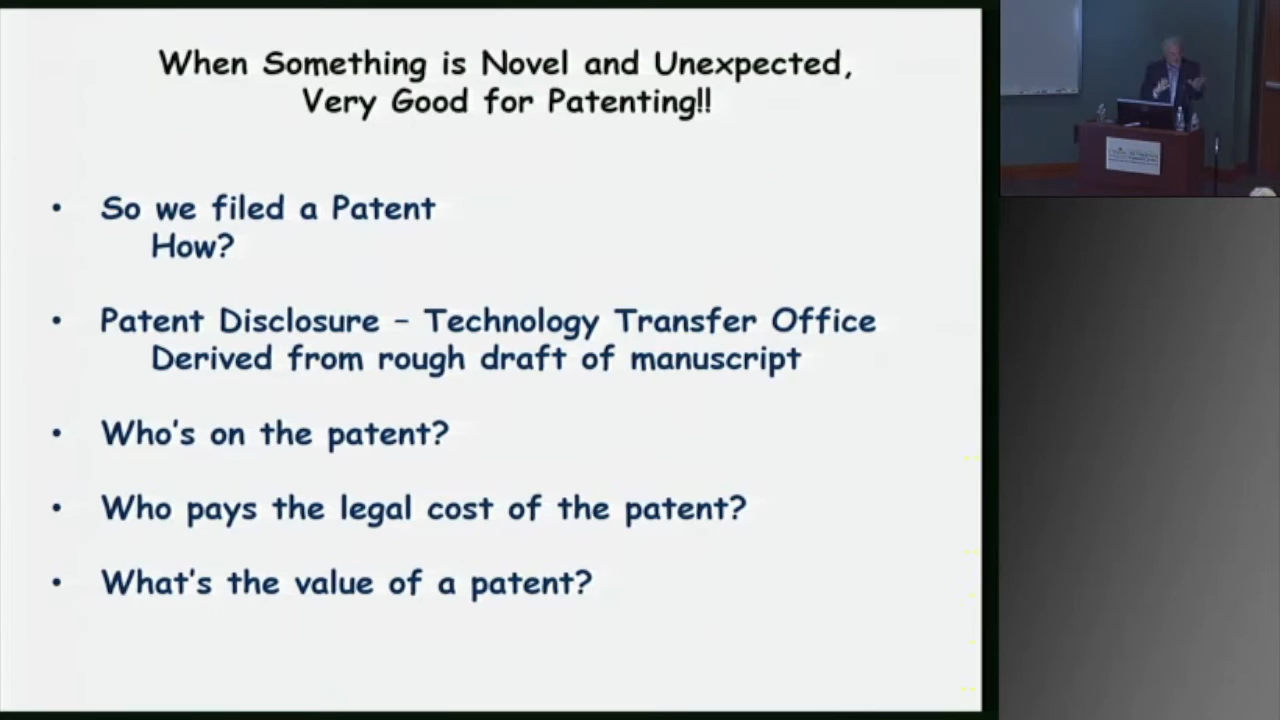 When Something is Novel and Unexpected,
Very Good for Patenting!!
• So we filed a Patent
How?
• Patent Disclosure – Technology Transfer Office
Derived from rough draft of manuscript
• Who's on the patent?
• Who pays the legal cost of the patent?
• What's the value of a patent?